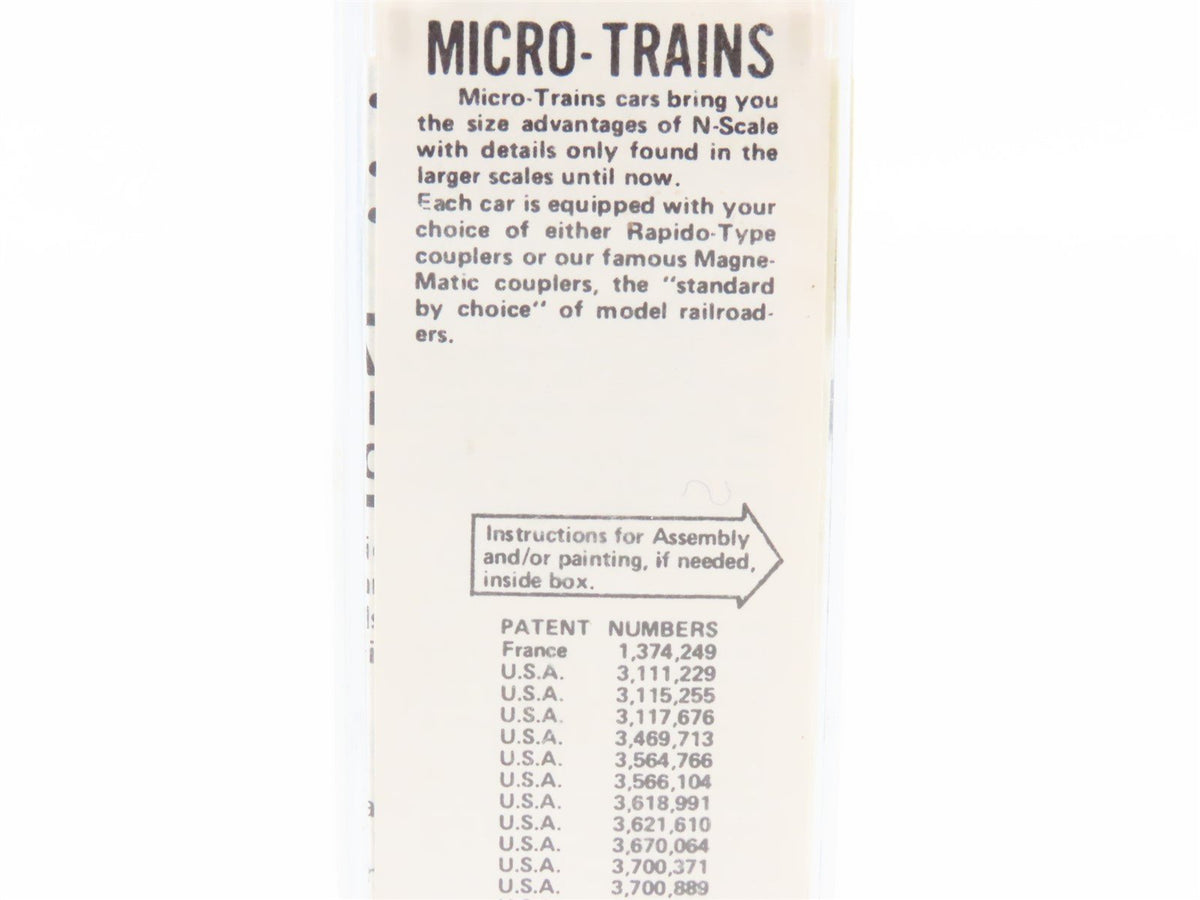 MICRO-TRAINS
Micro-Trains cars bring you
the size advantages of N-Scale
with details only found in the
larger scales until now.
Each car is equipped with your
choice of either Rapido-Type
couplers or our famous Magne-
Matic couplers, the "standard
by choice" of model railroad-
ers.
Instructions for Assembly
and/or painting, if needed,
inside box.
PATENT NUMBERS
France 1,374,249
U.S.A. 3,111,229
U.S.A. 3,115,255
U.S.A. 3,117,676
U.S.A. 3,469,713
U.S.A. 3,564,766
U.S.A. 3,566,104
U.S.A. 3,618,991
U.S.A. 3,621,610
U.S.A. 3,670,064
U.S.A. 3,700,371
U.S.A. 3,700,889